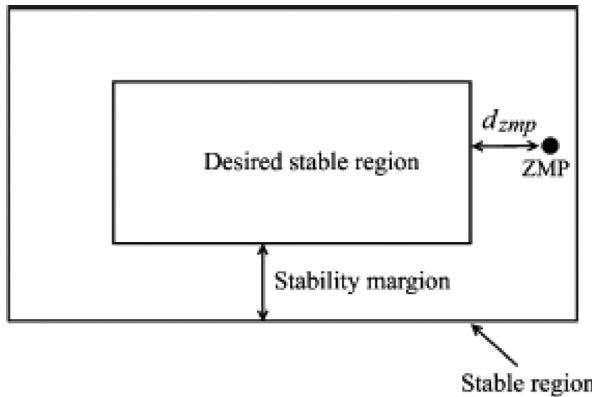 d_zmp
Desired stable region
ZMP
Stability margion
Stable region